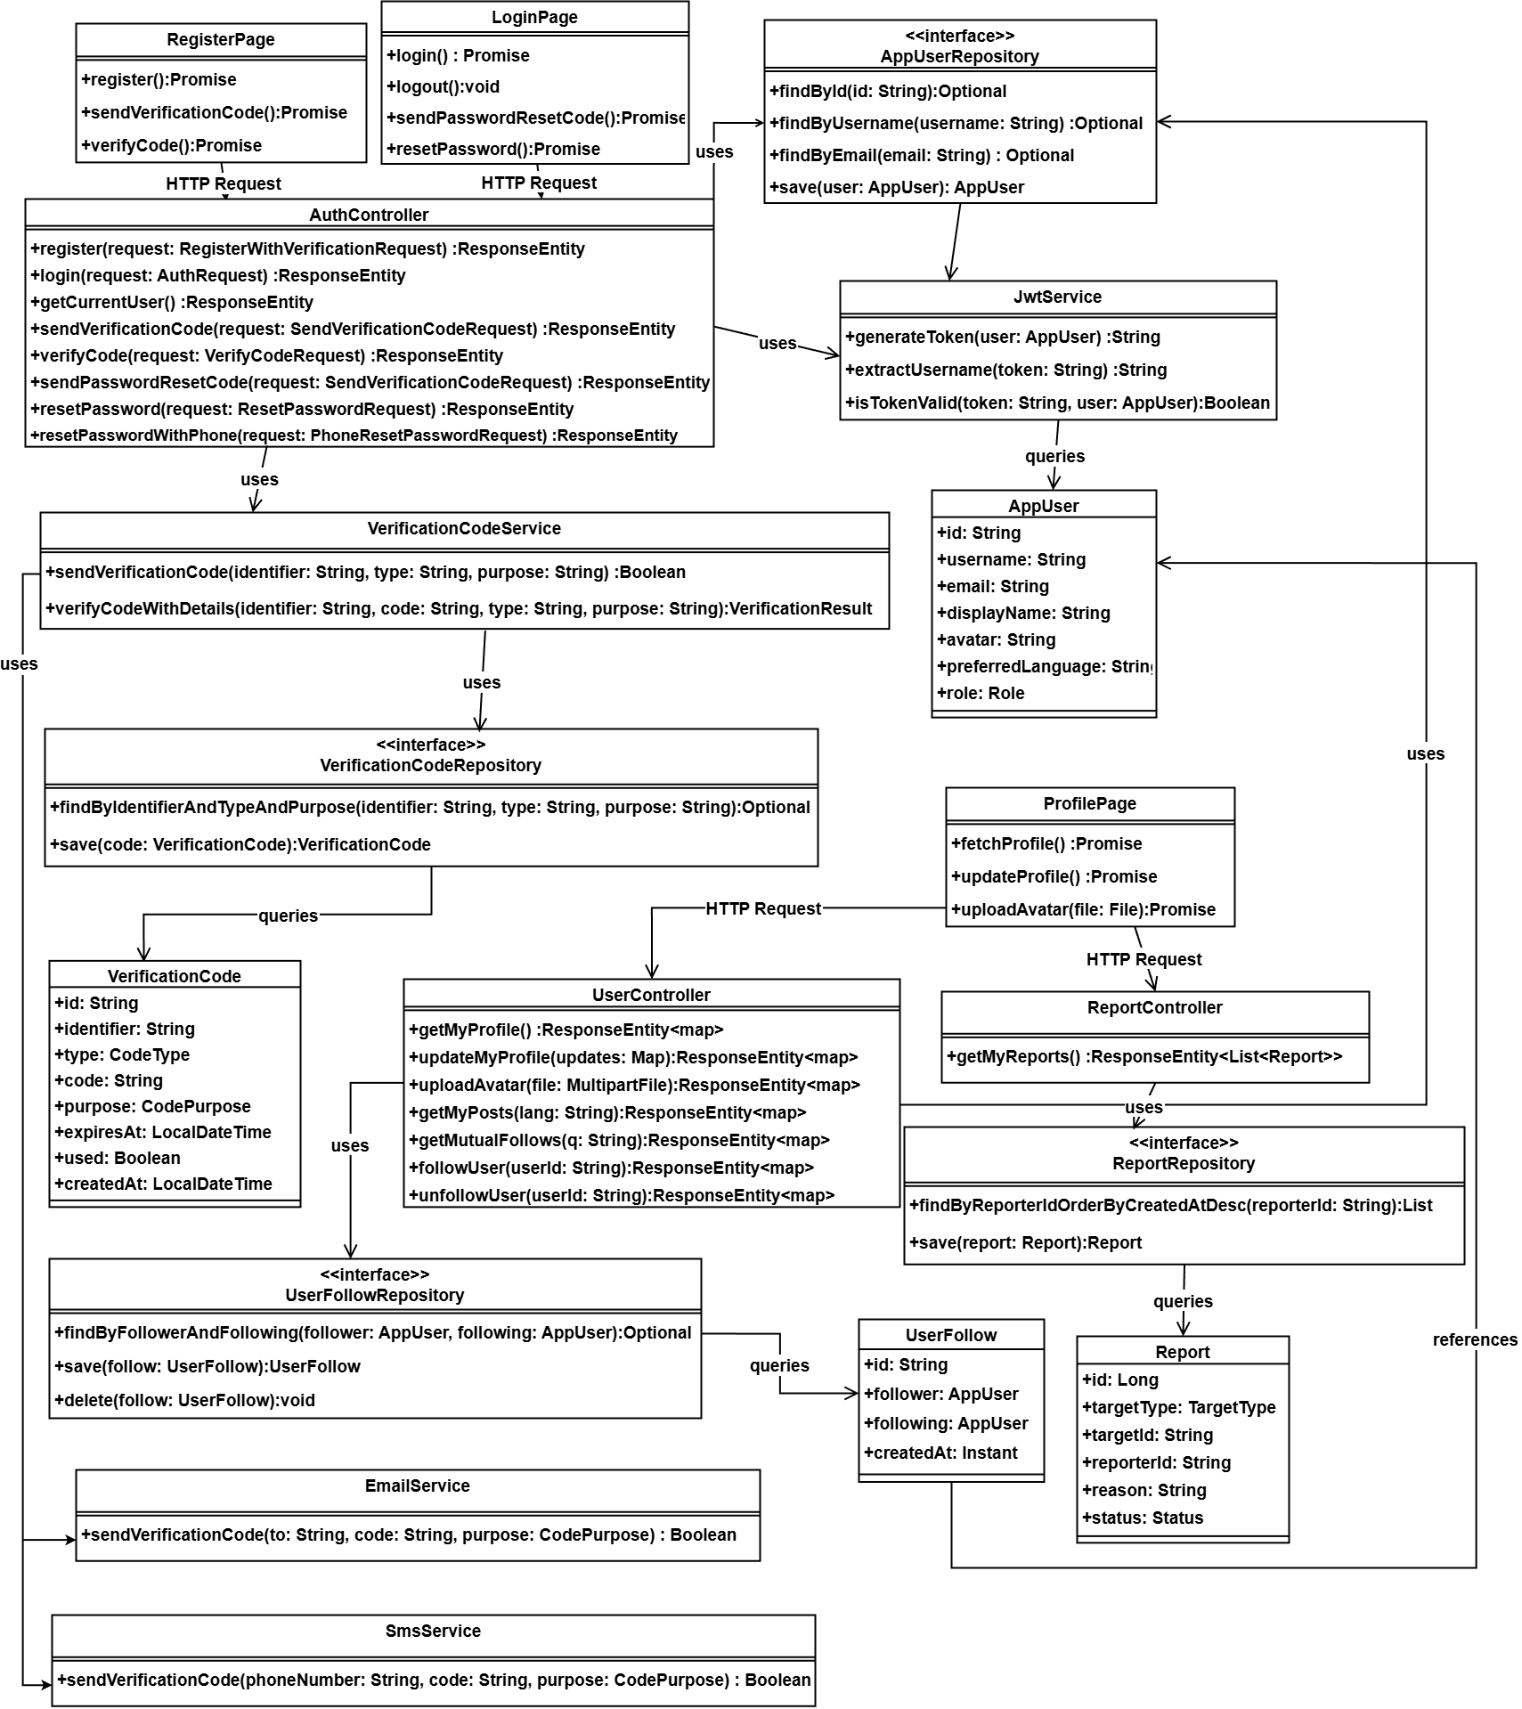 RegisterPage
+register():Promise
+sendVerificationCode():Promise
+verifyCode():Promise
LoginPage
+login() : Promise
+logout():void
+sendPasswordResetCode():Promise
+resetPassword():Promise
<<interface>>
AppUserRepository
+findById(id: String):Optional
+findByUsername(username: String) :Optional
+findByEmail(email: String) : Optional
+save(user: AppUser): AppUser
uses
HTTP Request
HTTP Request
AuthController
+register(request: RegisterWithVerificationRequest) :ResponseEntity
+login(request: AuthRequest) :ResponseEntity
+getCurrentUser() :ResponseEntity
+sendVerificationCode(request: SendVerificationCodeRequest) :ResponseEntity
+verifyCode(request: VerifyCodeRequest) :ResponseEntity
+sendPasswordResetCode(request: SendVerificationCodeRequest) :ResponseEntity
+resetPassword(request: ResetPasswordRequest) :ResponseEntity
+resetPasswordWithPhone(request: PhoneResetPasswordRequest) :ResponseEntity
uses
JwtService
+generateToken(user: AppUser) :String
+extractUsername(token: String) :String
+isTokenValid(token: String, user: AppUser):Boolean
queries
uses
AppUser
+id: String
+username: String
+email: String
+displayName: String
+avatar: String
+preferredLanguage: String
+role: Role
VerificationCodeService
+sendVerificationCode(identifier: String, type: String, purpose: String) :Boolean
+verifyCodeWithDetails(identifier: String, code: String, type: String, purpose: String):VerificationResult
uses
uses
<<interface>>
VerificationCodeRepository
+findByIdentifierAndTypeAndPurpose(identifier: String, type: String, purpose: String):Optional
+save(code: VerificationCode):VerificationCode
uses
ProfilePage
+fetchProfile() :Promise
+updateProfile() :Promise
+uploadAvatar(file: File):Promise
queries
HTTP Request
HTTP Request
VerificationCode
+id: String
+identifier: String
+type: CodeType
+code: String
+purpose: CodePurpose
+expiresAt: LocalDateTime
+used: Boolean
+createdAt: LocalDateTime
UserController
+getMyProfile() :ResponseEntity<map>
+updateMyProfile(updates: Map):ResponseEntity<map>
+uploadAvatar(file: MultipartFile):ResponseEntity<map>
+getMyPosts(lang: String):ResponseEntity<map>
+getMutualFollows(q: String):ResponseEntity<map>
+followUser(userId: String):ResponseEntity<map>
+unfollowUser(userId: String):ResponseEntity<map>
ReportController
+getMyReports() :ResponseEntity<List<Report>>
uses
uses
<<interface>>
ReportRepository
+findByReporterIdOrderByCreatedAtDesc(reporterId: String):List
+save(report: Report):Report
<<interface>>
UserFollowRepository
+findByFollowerAndFollowing(follower: AppUser, following: AppUser):Optional
+save(follow: UserFollow):UserFollow
+delete(follow: UserFollow):void
queries
queries
references
UserFollow
+id: String
+follower: AppUser
+following: AppUser
+createdAt: Instant
Report
+id: Long
+targetType: TargetType
+targetId: String
+reporterId: String
+reason: String
+status: Status
EmailService
+sendVerificationCode(to: String, code: String, purpose: CodePurpose) : Boolean
SmsService
+sendVerificationCode(phoneNumber: String, code: String, purpose: CodePurpose) : Boolean